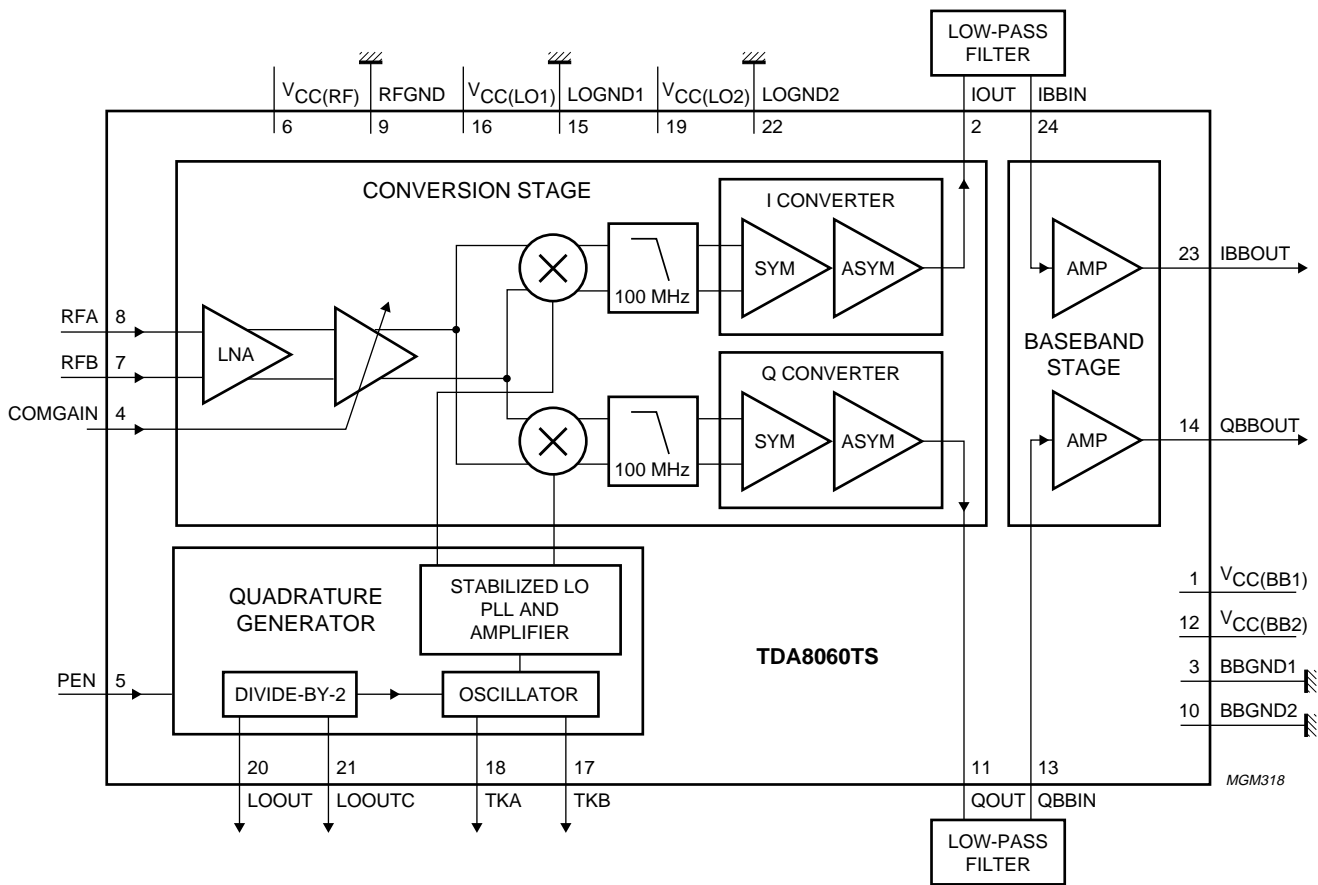 LOW-PASS
FILTER
VCC(RF) RFGND VCC(LO1) LOGND1 VCC(LO2) LOGND2 IOUT IBBIN
6 9 16 15 19 22 2 24
CONVERSION STAGE
I CONVERTER
SYM ASYM
100 MHz
AMP
23 IBBOUT
RFA 8
LNA
RFB 7
COMGAIN 4
BASEBAND
STAGE
Q CONVERTER
SYM ASYM
100 MHz
AMP
14 QBBOUT
QUADRATURE
GENERATOR
STABILIZED LO
PLL AND
AMPLIFIER
TDA8060TS
1 VCC(BB1)
12 VCC(BB2)
3 BBGND1
10 BBGND2
PEN 5
DIVIDE-BY-2 OSCILLATOR
20 21 18 17 11 13
LOOUT LOOUTC TKA TKB QOUT QBBIN
MGM318
LOW-PASS
FILTER